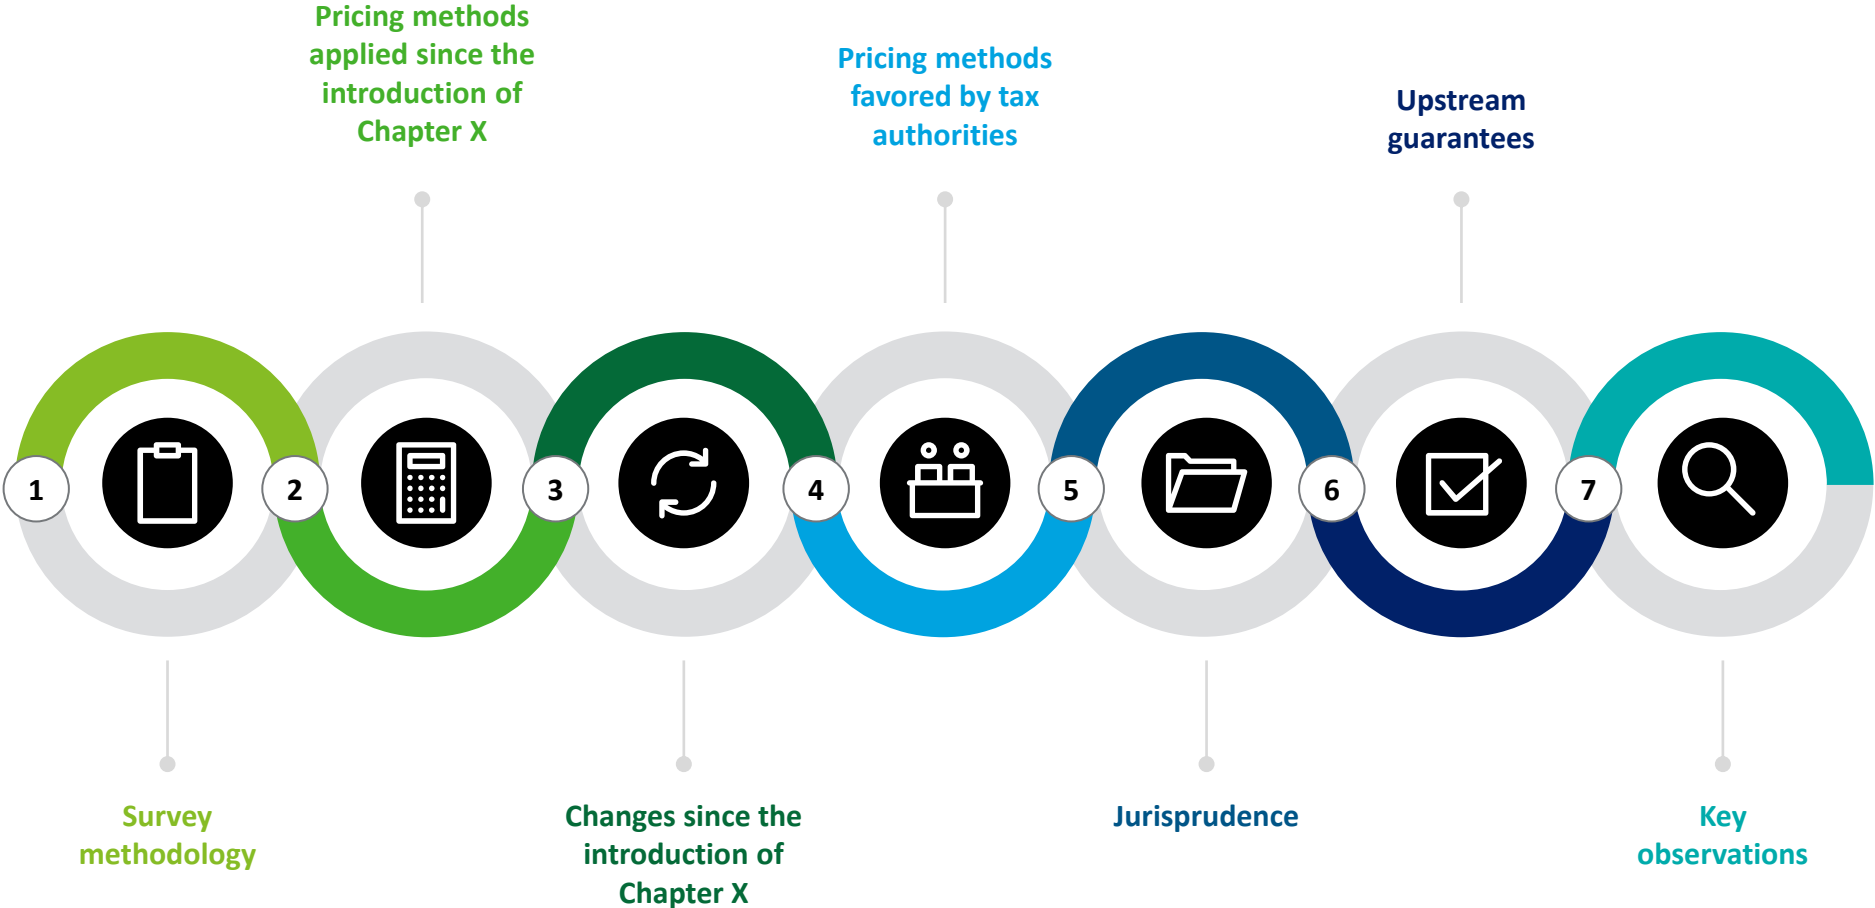 Pricing methods
applied since the
introduction of
Chapter X
Pricing methods
favored by tax
authorities
Upstream
guarantees
1
2
3
4
5
6
7
Survey
methodology
Changes since the
introduction of
Chapter X
Jurisprudence
Key
observations